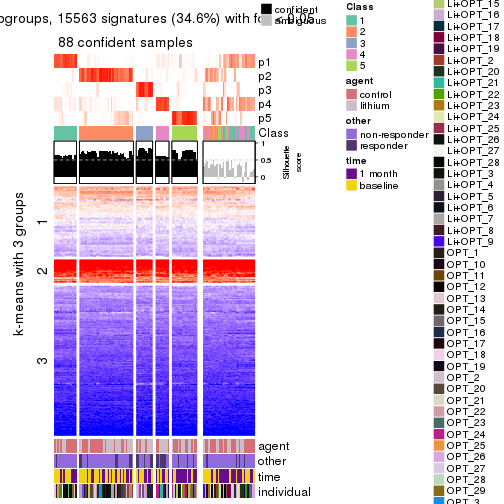 ogroups, 15563 signatures (34.6%) with fdr < 0.05
confident
ambiguous
88 confident samples
p1
p2
p3
p4
p5
Class
1
0.5
0
Silhouette
score
k-means with 3 groups
1
2
3
agent
other
time
individual
Class
1
2
3
4
5
agent
control
lithium
other
non-responder
responder
time
1 month
baseline
Li+OPT_15
Li+OPT_16
Li+OPT_17
Li+OPT_18
Li+OPT_19
Li+OPT_2
Li+OPT_20
Li+OPT_21
Li+OPT_22
Li+OPT_23
Li+OPT_24
Li+OPT_25
Li+OPT_26
Li+OPT_27
Li+OPT_28
Li+OPT_3
Li+OPT_4
Li+OPT_5
Li+OPT_6
Li+OPT_7
Li+OPT_8
Li+OPT_9
OPT_1
OPT_10
OPT_11
OPT_12
OPT_13
OPT_14
OPT_15
OPT_16
OPT_17
OPT_18
OPT_19
OPT_2
OPT_20
OPT_21
OPT_22
OPT_23
OPT_24
OPT_25
OPT_26
OPT_27
OPT_28
OPT_29
OPT_3